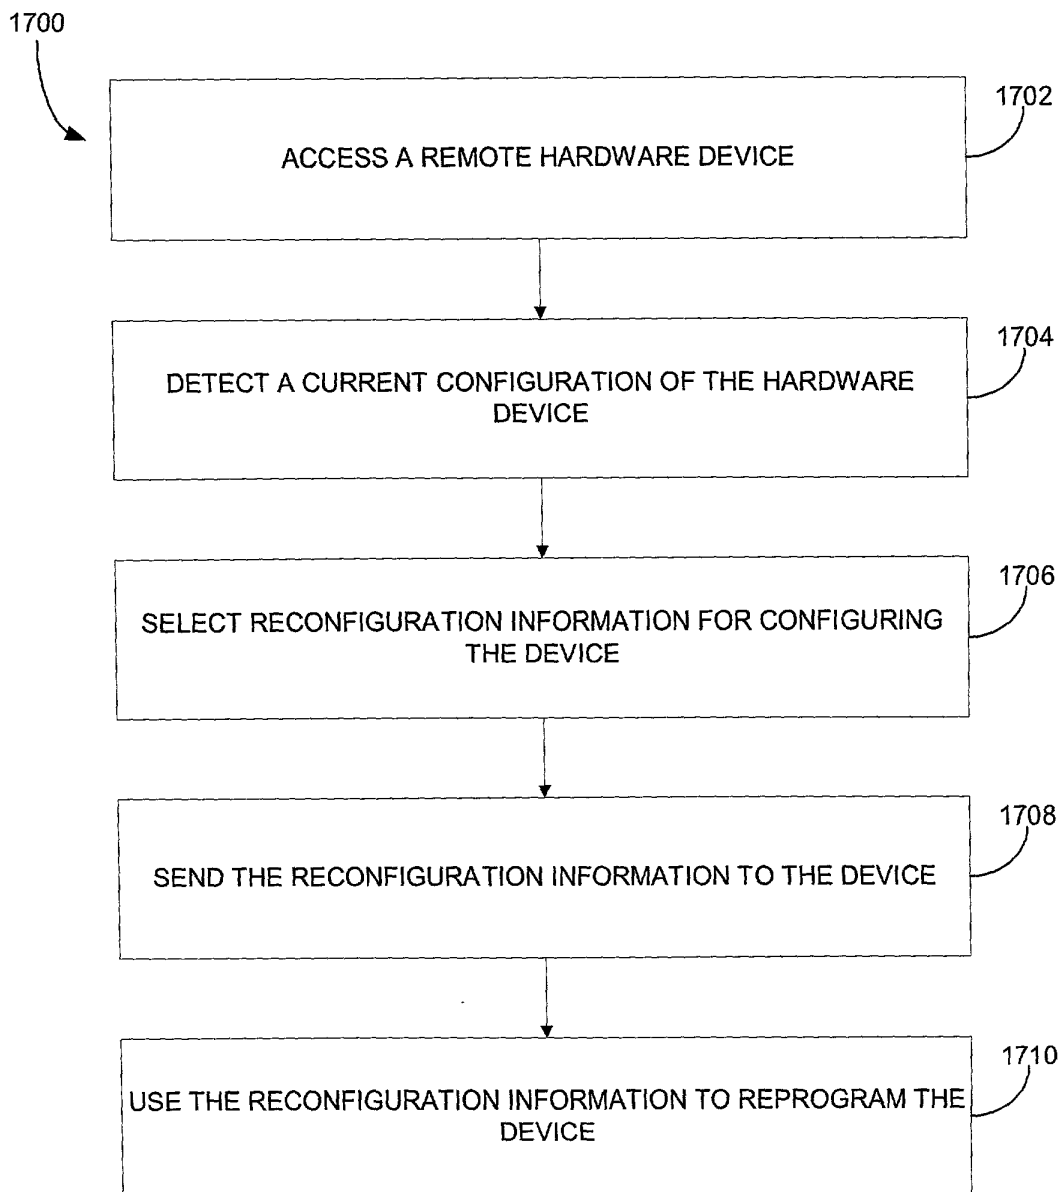 1700
1702
ACCESS A REMOTE HARDWARE DEVICE
1704
DETECT A CURRENT CONFIGURATION OF THE HARDWARE
DEVICE
1706
SELECT RECONFIGURATION INFORMATION FOR CONFIGURING
THE DEVICE
1708
SEND THE RECONFIGURATION INFORMATION TO THE DEVICE
1710
USE THE RECONFIGURATION INFORMATION TO REPROGRAM THE
DEVICE